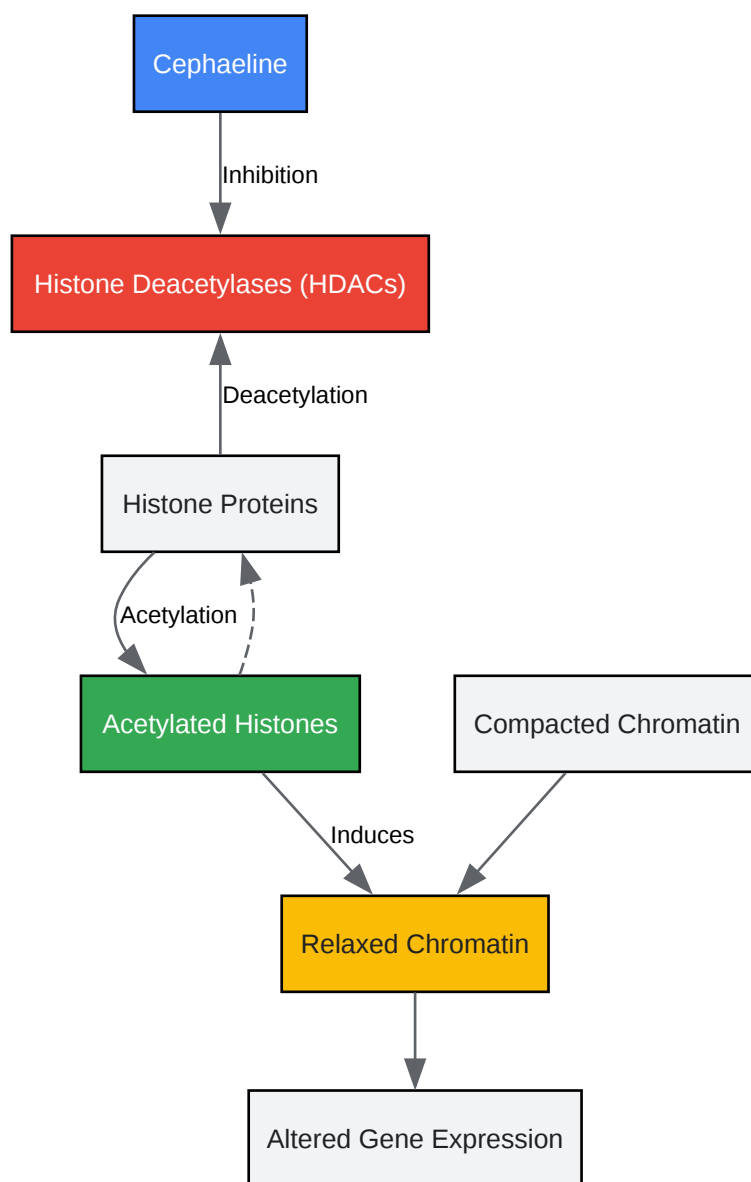 Cephaeline
Inhibition
Histone Deacetylases (HDACs)
Deacetylation
Histone Proteins
Acetylation
Acetylated Histones
Compacted Chromatin
Induces
Relaxed Chromatin
Altered Gene Expression